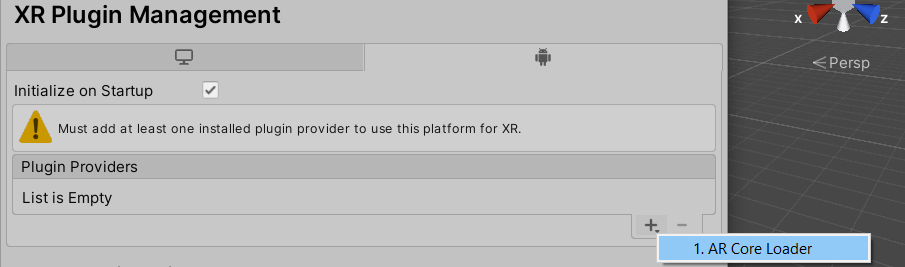 XR Plugin Management
Initialize on Startup
Must add at least one installed plugin provider to use this platform for XR.
Plugin Providers
List is Empty
1. AR Core Loader
x
z
Persp